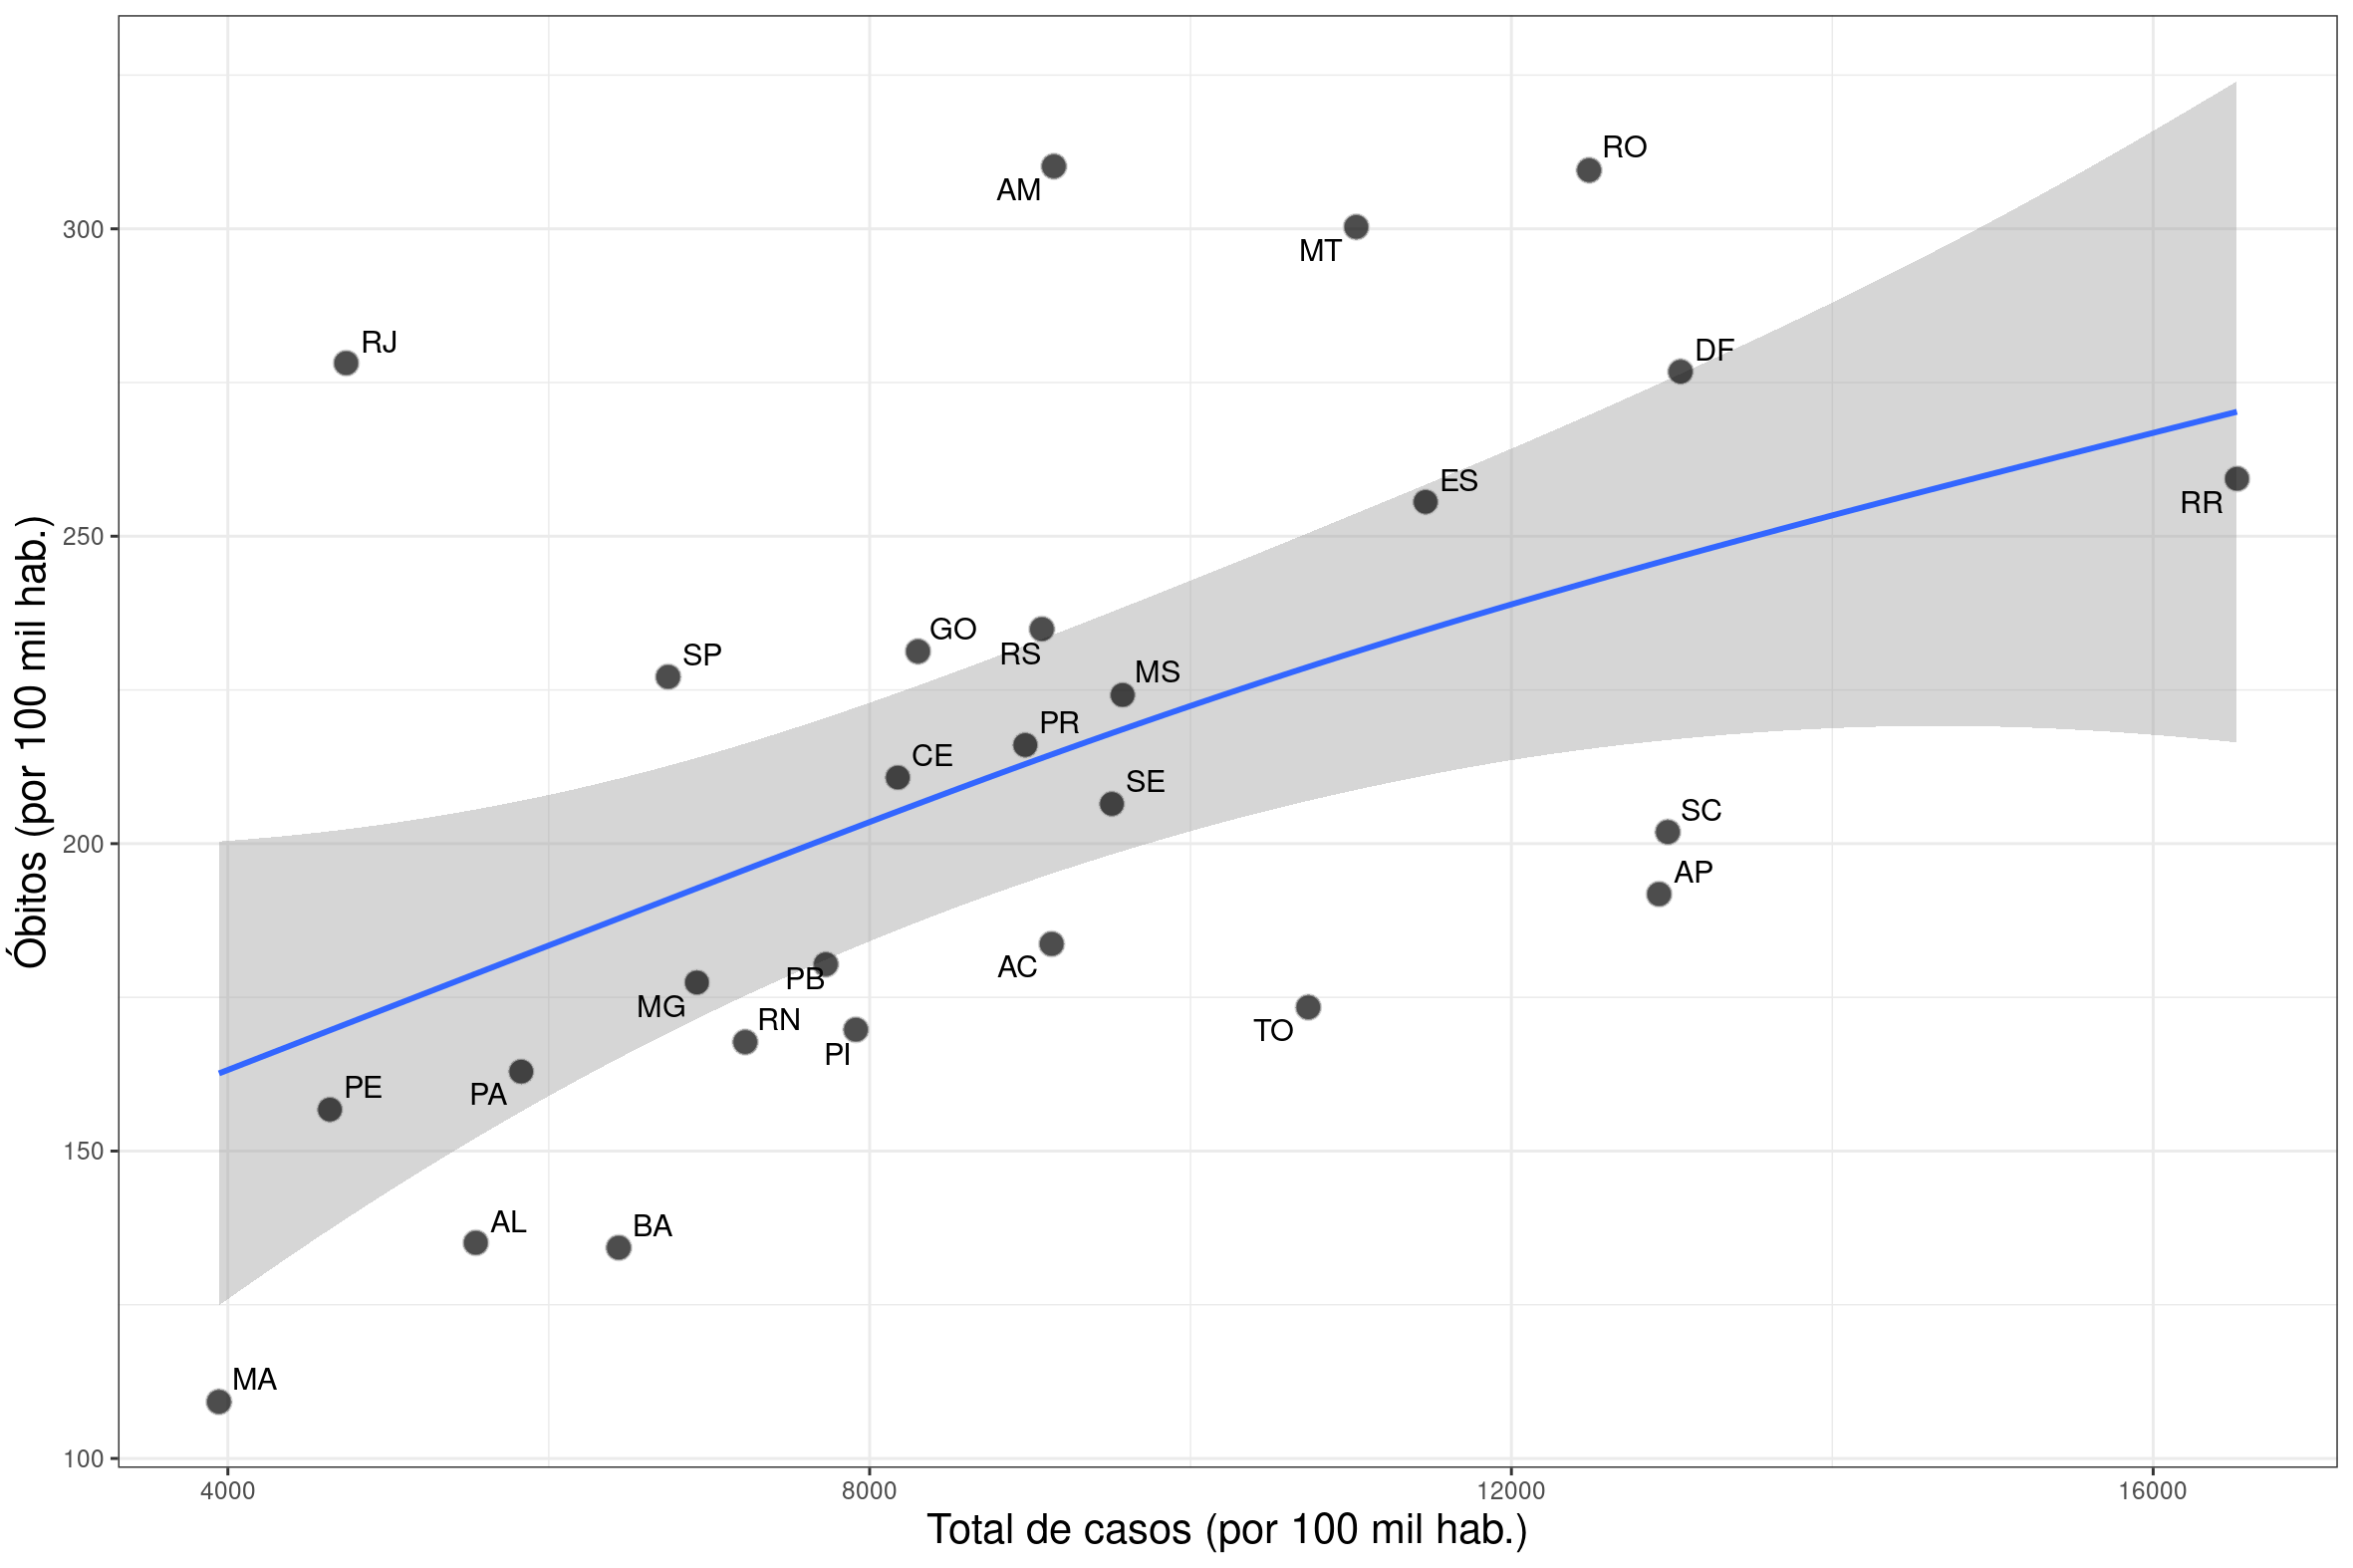 Óbitos (por 100 mil hab.)
300
250
200
150
100
RO
AM
MT
RJ
DF
ES
RR
GO
RS
SP
MS
PR
CE
SE
SC
AP
AC
PB
MG
RN
PI
TO
PE
PA
AL
BA
MA
4000
8000
12000
16000
Total de casos (por 100 mil hab.)